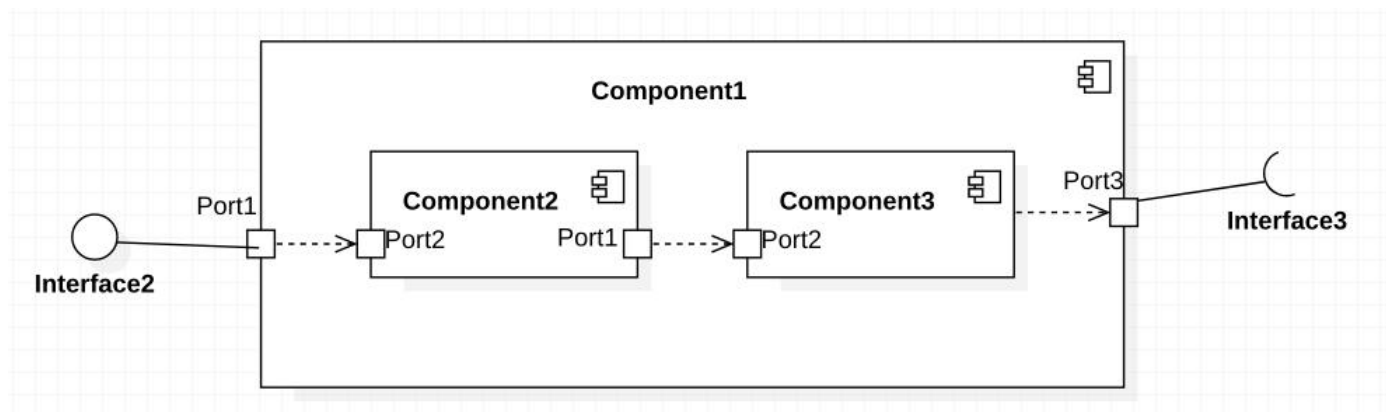 Component1
Port1
Component2
Component3
Port3
Port2
Port1
Port2
Interface3
Interface2